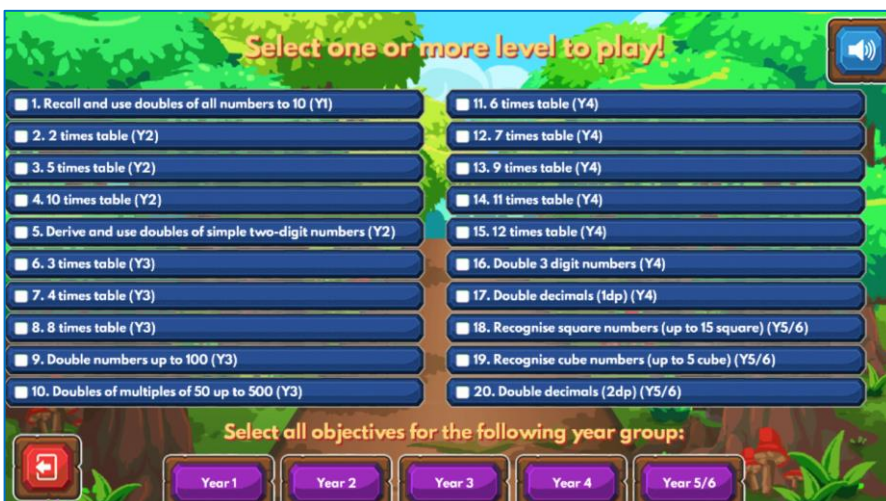 Select one or more level to play!
1. Recall and use doubles of all numbers to 10 (Y1)
2. 2 times table (Y2)
3. 5 times table (Y2)
4. 10 times table (Y2)
5. Derive and use doubles of simple two-digit numbers (Y2)
6. 3 times table (Y3)
7. 4 times table (Y3)
8. 8 times table (Y3)
9. Double numbers up to 100 (Y3)
10. Doubles of multiples of 50 up to 500 (Y3)
11. 6 times table (Y4)
12. 7 times table (Y4)
13. 9 times table (Y4)
14. 11 times table (Y4)
15. 12 times table (Y4)
16. Double 3 digit numbers (Y4)
17. Double decimals (1dp) (Y4)
18. Recognise square numbers (up to 15 square) (Y5/6)
19. Recognise cube numbers (up to 5 cube) (Y5/6)
20. Double decimals (2dp) (Y5/6)
Select all objectives for the following year group:
Year 1
Year 2
Year 3
Year 4
Year 5/6